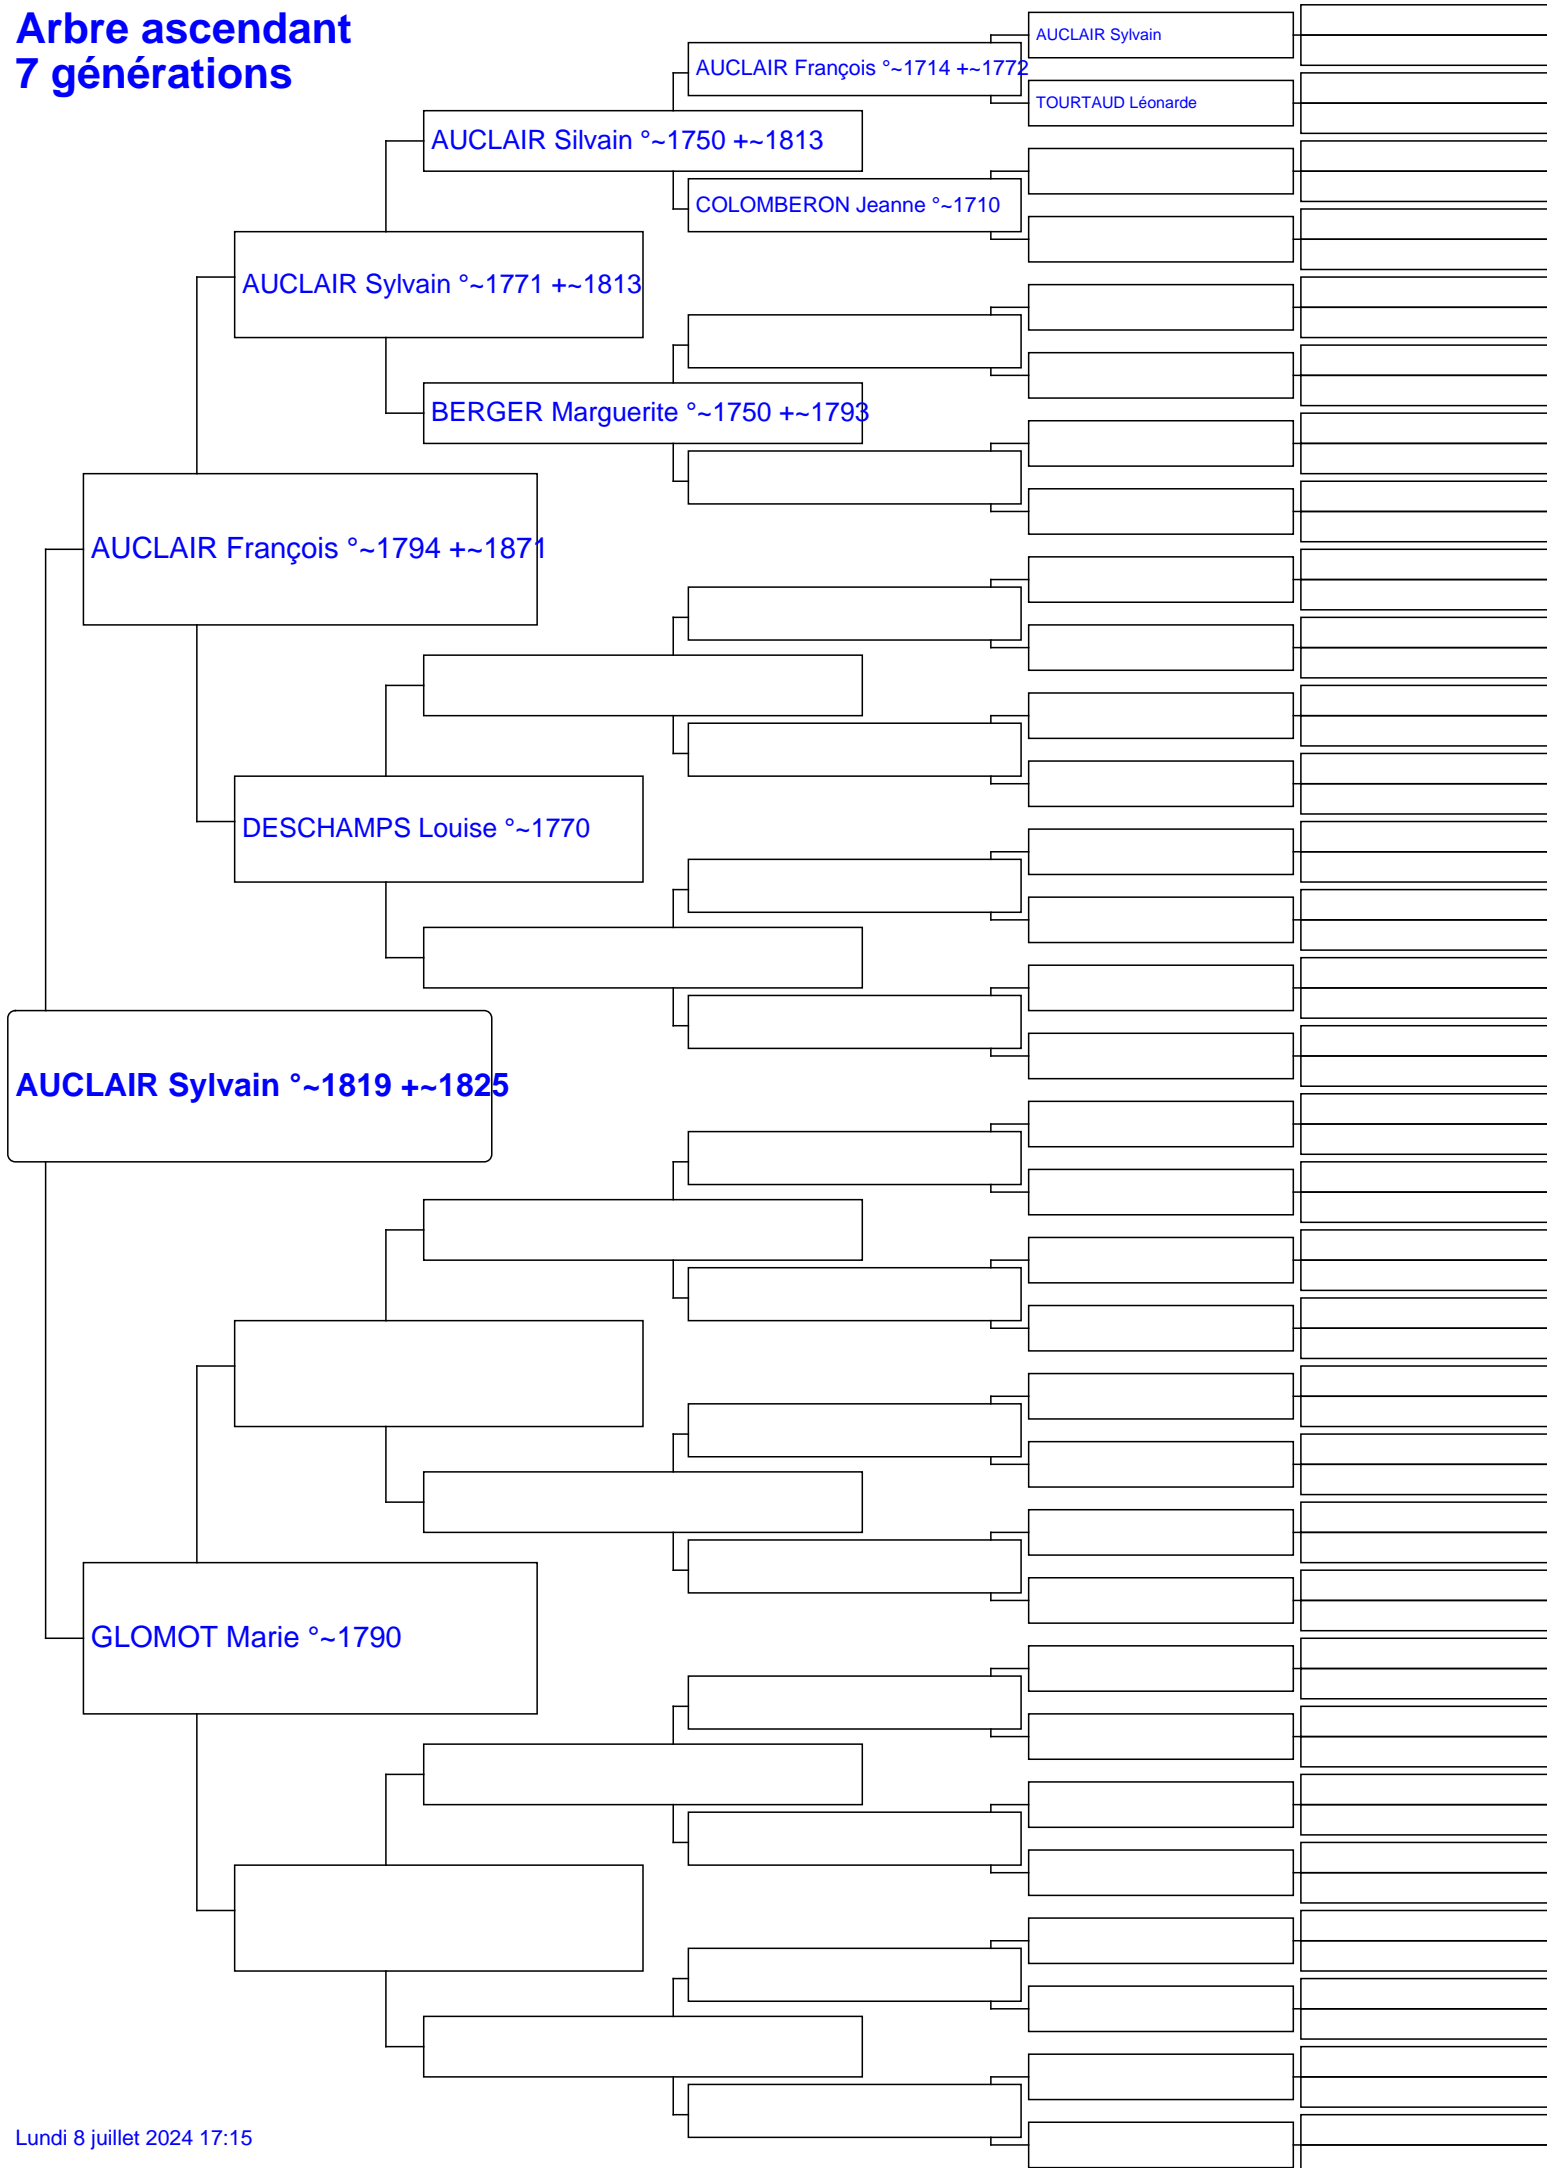 Arbre ascendant
7 générations
AUCLAIR Sylvain
AUCLAIR François °~1714 +~1772
TOURTAUD Léonarde
AUCLAIR Silvain °~1750 +~1813
COLOMBERON Jeanne °~1710
AUCLAIR Sylvain °~1771 +~1813
BERGER Marguerite °~1750 +~1793
AUCLAIR François °~1794 +~1871
DESCHAMPS Louise °~1770
AUCLAIR Sylvain °~1819 +~1825
GLOMOT Marie °~1790
Lundi 8 juillet 2024 17:15